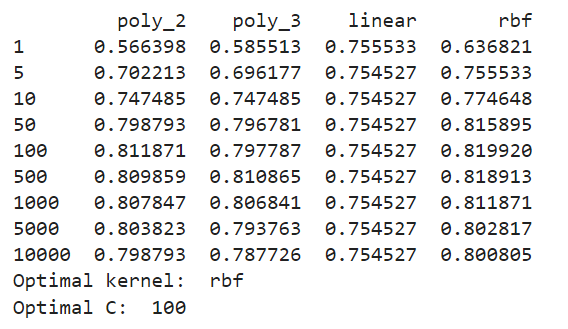 poly_2 poly_3 linear rbf
1 0.566398 0.585513 0.755533 0.636821
5 0.702213 0.696177 0.754527 0.755533
10 0.747485 0.747485 0.754527 0.774648
50 0.798793 0.796781 0.754527 0.815895
100 0.811871 0.797787 0.754527 0.819920
500 0.809859 0.810865 0.754527 0.818913
1000 0.807847 0.806841 0.754527 0.811871
5000 0.803823 0.793763 0.754527 0.802817
10000 0.798793 0.787726 0.754527 0.800805
Optimal kernel: rbf
Optimal C: 100